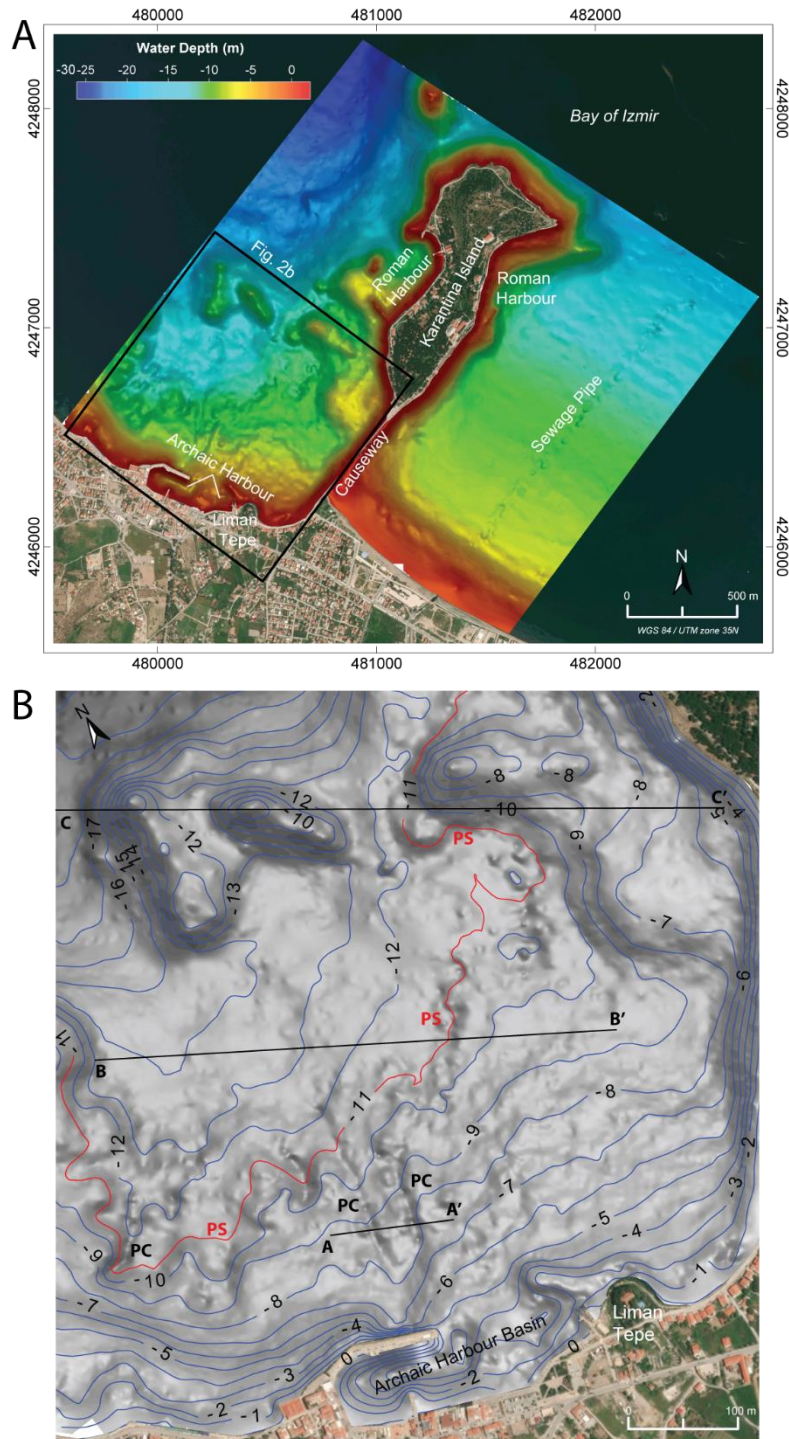 A
480000
481000
482000
Water Depth (m)
-30 -25
-20
-15
-10
-5
0
4248000
4248000
Bay of Izmir
Fig. 2b
Roman
Harbour
Karantina Island
Roman
Harbour
4247000
4247000
Sewage Pipe
Archaic Harbour
Causeway
Liman
Tepe
4246000
4246000
N
0
500 m
WGS 84 / UTM zone 35N
480000
481000
482000
B
N
-2
-8
-8
-8
-11
-12
-10
-10
C
C'
-5
-4
-17
-12
PS
-9
-15
-14
-16
-13
-7
-12
-6
PS
B'
-11
B
-11
-8
-12
-9
-2
PC
A'
-7
-3
PS
PC
A
-5
-4
-9
PC
-10
-6
-1
-8
-7
-4
Liman
Tepe
-5
Archaic Harbour Basin
0
0
-3
-2
-2
-1
0
100 m